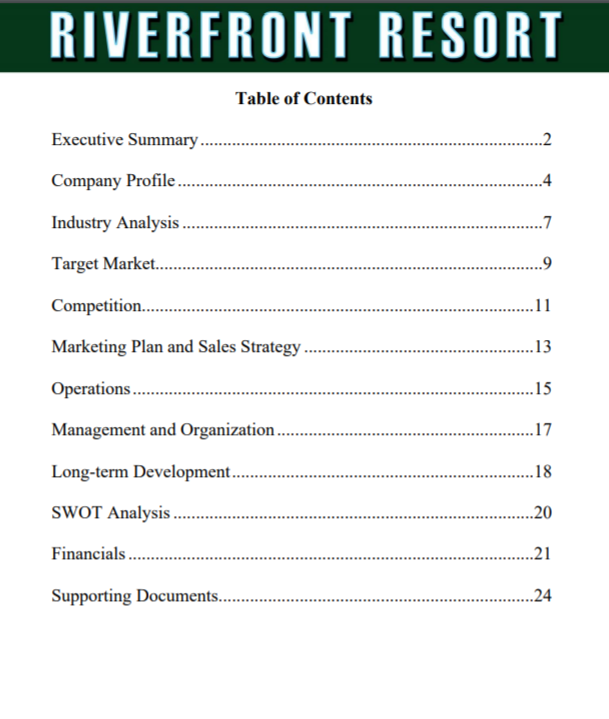 RIVERFRONT RESORT
Table of Contents
Executive Summary............................................................................2
Company Profile.................................................................................4
Industry Analysis................................................................................7
Target Market.....................................................................................9
Competition.......................................................................................11
Marketing Plan and Sales Strategy...................................................13
Operations.........................................................................................15
Management and Organization.........................................................17
Long-term Development...................................................................18
SWOT Analysis................................................................................20
Financials..........................................................................................21
Supporting Documents......................................................................24